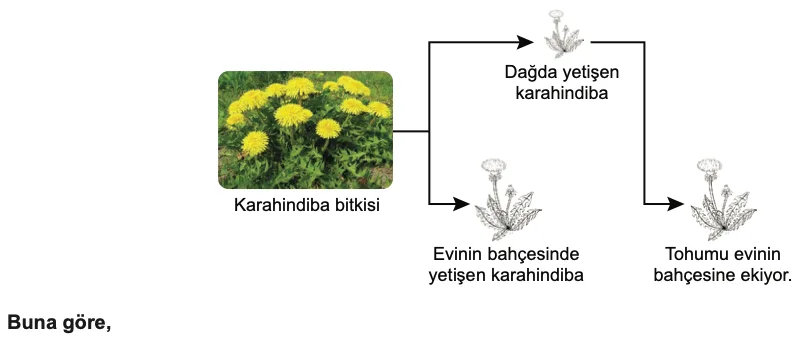 Dağda yetişen
karahindiba
Karahindiba bitkisi
Evinin bahçesinde
yetişen karahindiba
Tohumu evinin
bahçesine ekiyor.
Buna göre,